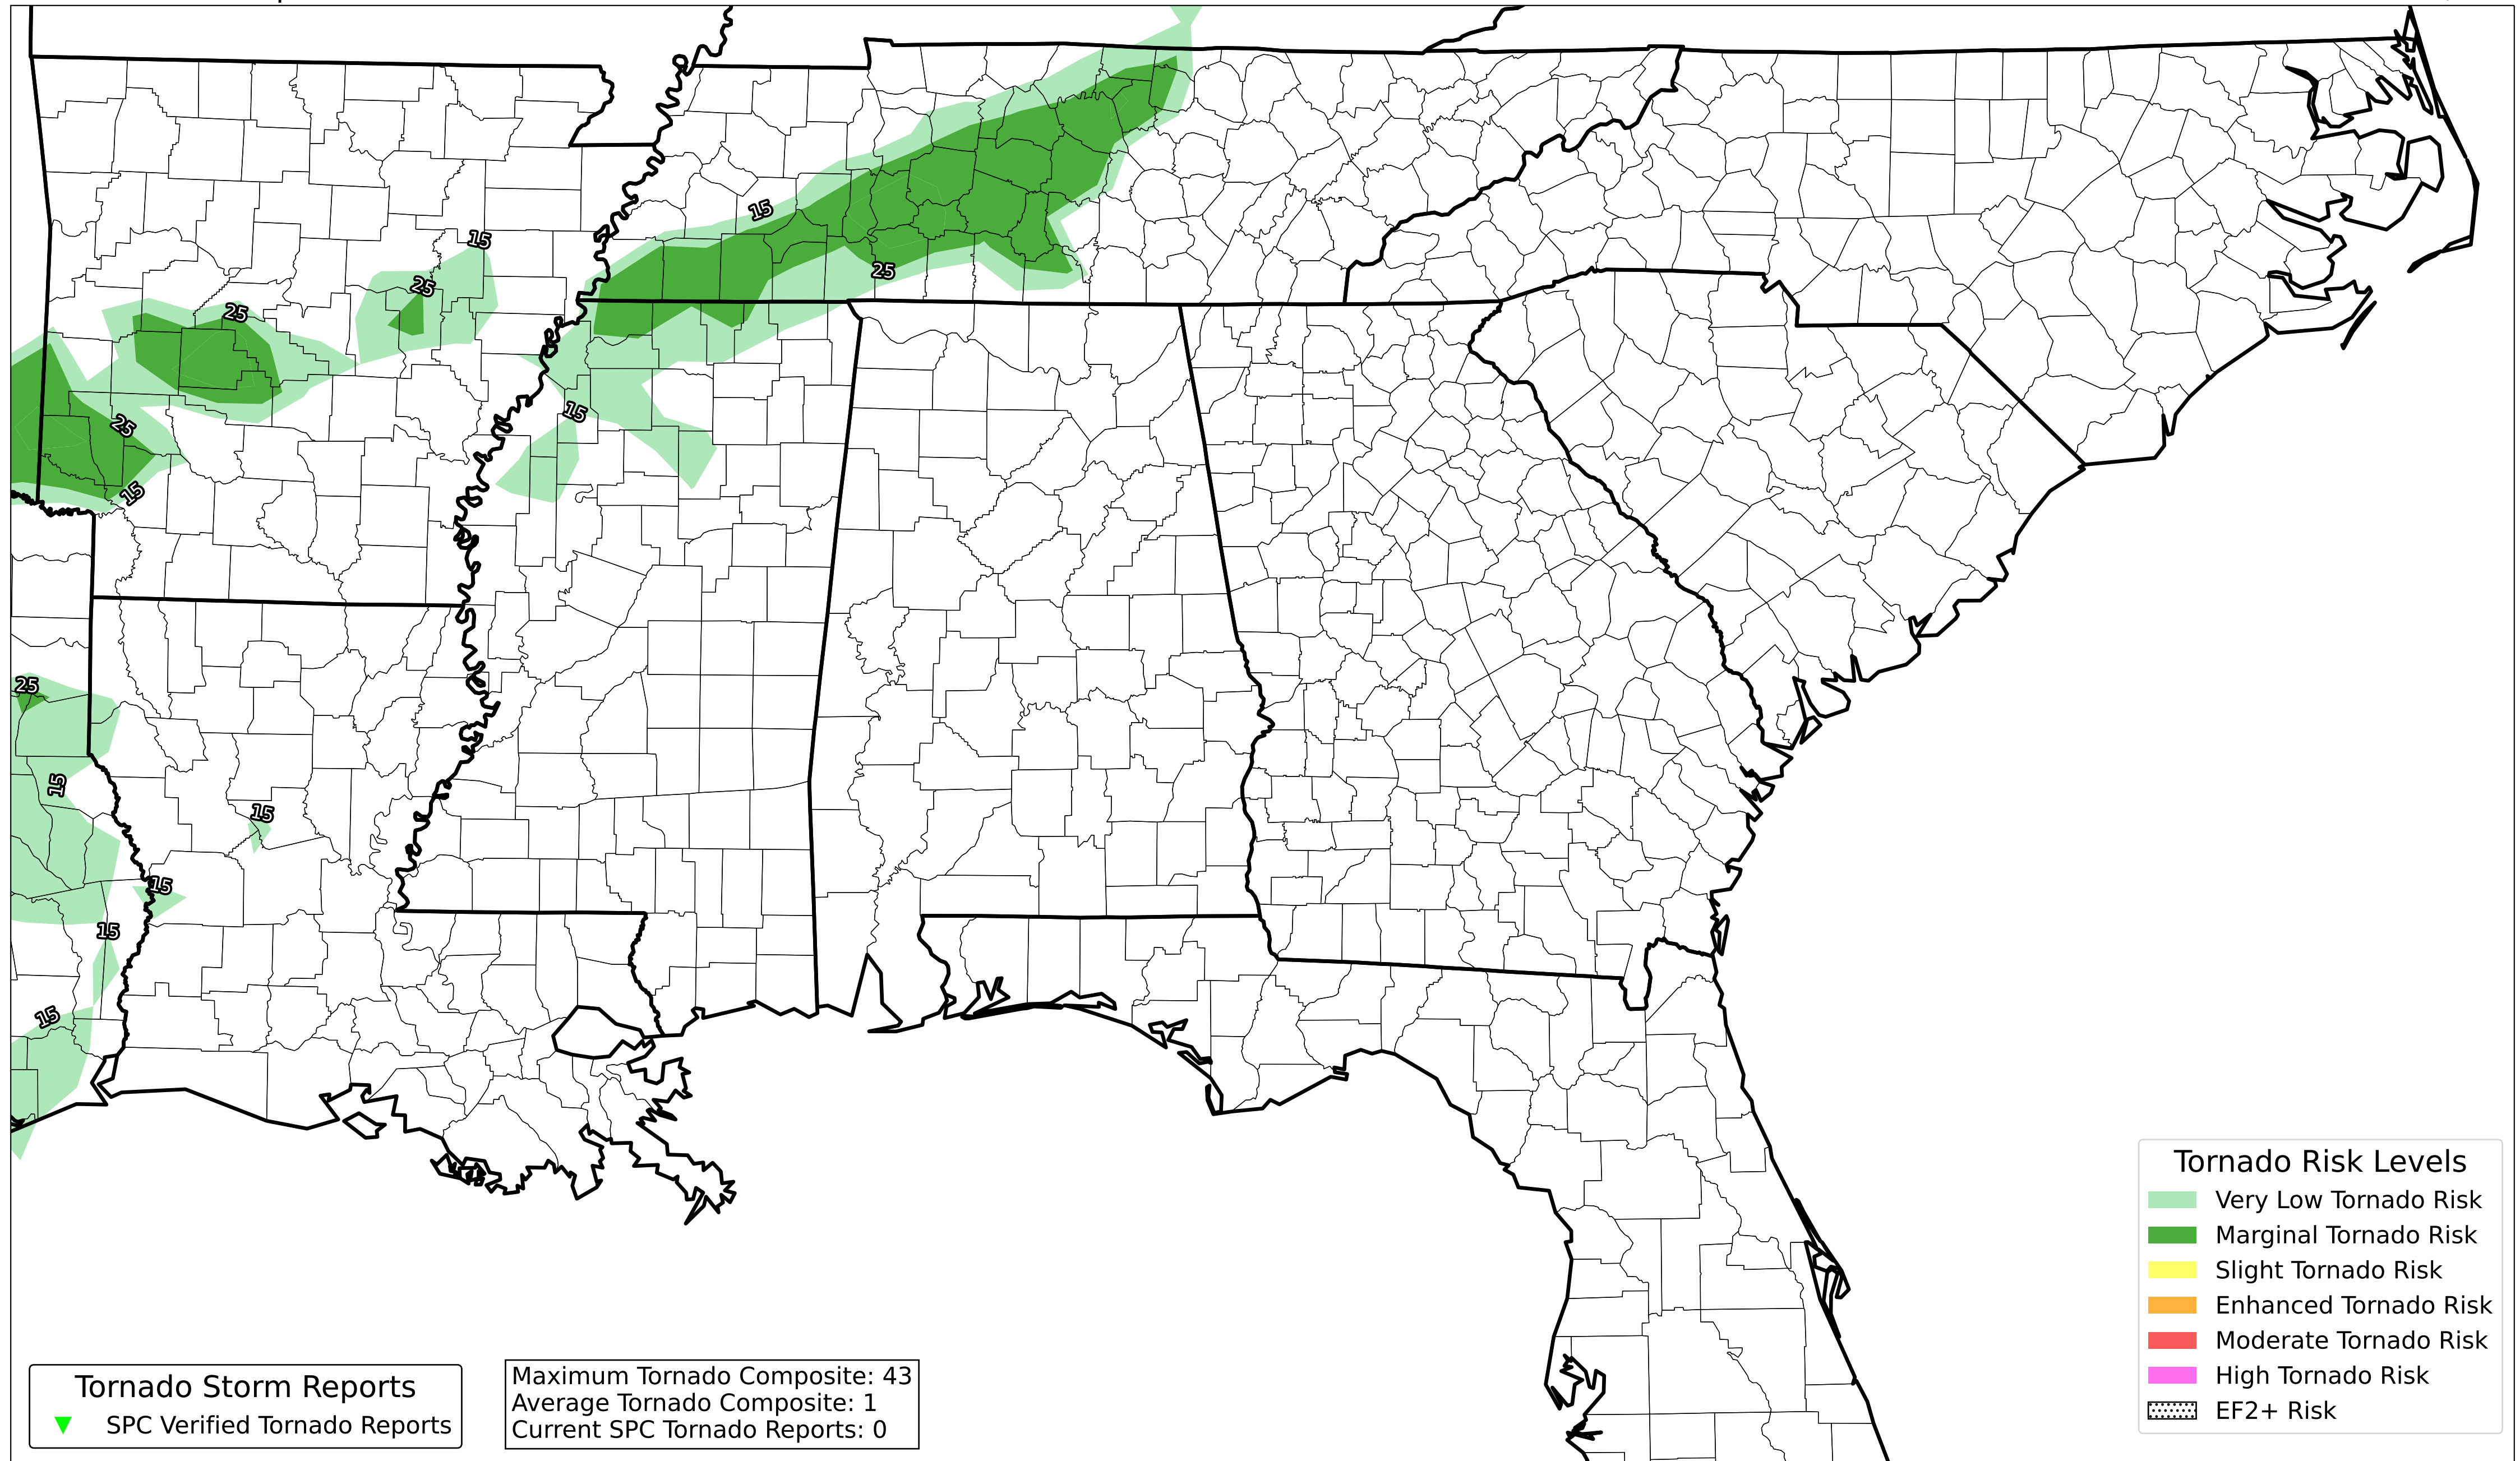 15
15
25
25
25
15
25
15
25
15
15
15
15
15
Tornado Risk Levels
Very Low Tornado Risk
Marginal Tornado Risk
Slight Tornado Risk
Enhanced Tornado Risk
Moderate Tornado Risk
High Tornado Risk
EF2+ Risk
Tornado Storm Reports
SPC Verified Tornado Reports
Maximum Tornado Composite: 43
Average Tornado Composite: 1
Current SPC Tornado Reports: 0